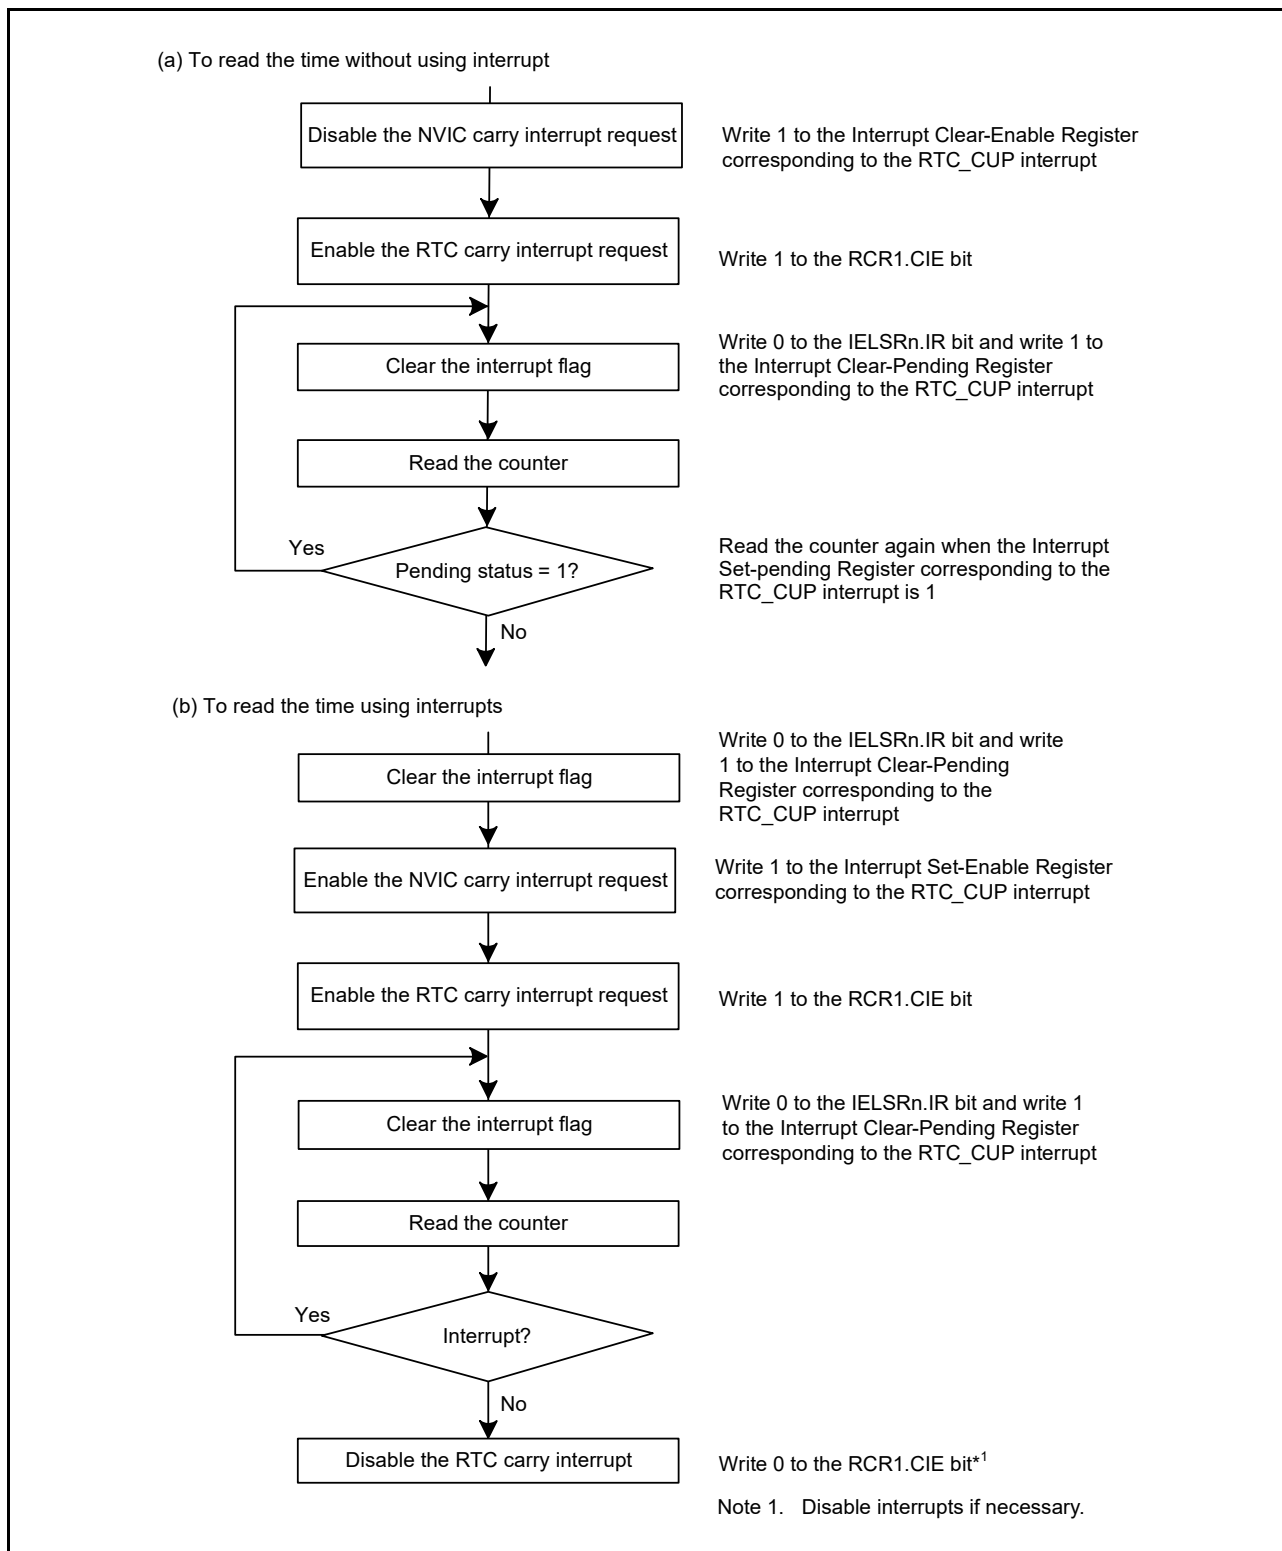 (a) To read the time without using interrupt
Disable the NVIC carry interrupt request
Write 1 to the Interrupt Clear-Enable Register
corresponding to the RTC_CUP interrupt
Enable the RTC carry interrupt request
Write 1 to the RCR1.CIE bit
Clear the interrupt flag
Write 0 to the IELSRn.IR bit and write 1 to
the Interrupt Clear-Pending Register
corresponding to the RTC_CUP interrupt
Read the counter
Yes
Pending status = 1?
Read the counter again when the Interrupt
Set-pending Register corresponding to the
RTC_CUP interrupt is 1
No
(b) To read the time using interrupts
Clear the interrupt flag
Write 0 to the IELSRn.IR bit and write
1 to the Interrupt Clear-Pending
Register corresponding to the
RTC_CUP interrupt
Enable the NVIC carry interrupt request
Write 1 to the Interrupt Set-Enable Register
corresponding to the RTC_CUP interrupt
Enable the RTC carry interrupt request
Write 1 to the RCR1.CIE bit
Clear the interrupt flag
Write 0 to the IELSRn.IR bit and write 1
to the Interrupt Clear-Pending Register
corresponding to the RTC_CUP interrupt
Read the counter
Yes
Interrupt?
No
Disable the RTC carry interrupt
Write 0 to the RCR1.CIE bit*1
Note 1. Disable interrupts if necessary.